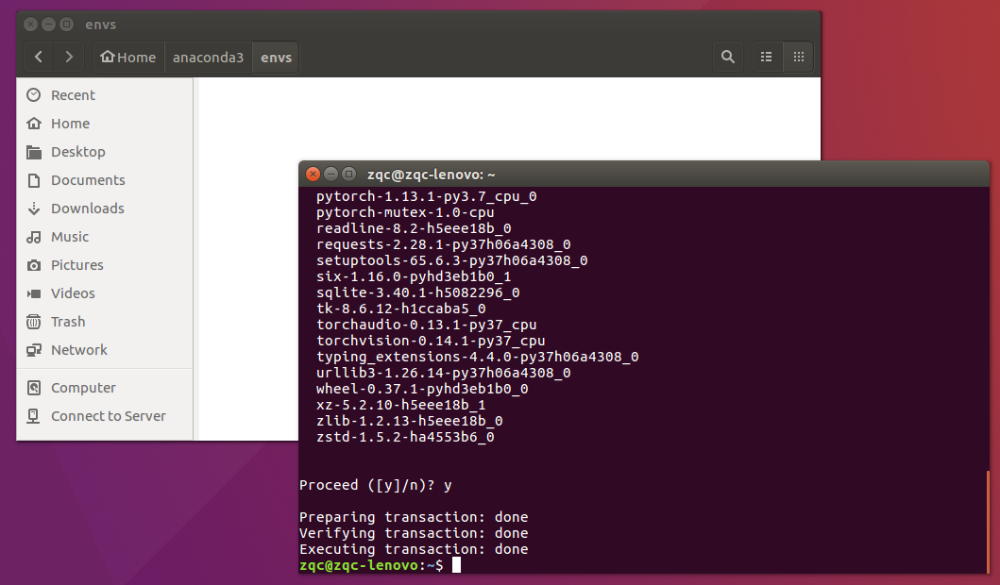 envs
Home anaconda3 envs
Recent
Home
Desktop
Documents
Downloads
Music
Pictures
Videos
Trash
Network
Computer
Connect to Server
zqc@zqc-lenovo: ~
pytorch-1.13.1-py3.7_cpu_0
pytorch-mutex-1.0-cpu
readline-8.2-h5eee18b_0
requests-2.28.1-py37h06a4308_0
setuptools-65.6.3-py37h06a4308_0
six-1.16.0-pyhd3eb1b0_1
sqlite-3.40.1-h5082296_0
tk-8.6.12-h1ccaba5_0
torchaudio-0.13.1-py37_cpu
torchvision-0.14.1-py37_cpu
typing_extensions-4.4.0-py37h06a4308_0
urllib3-1.26.14-py37h06a4308_0
wheel-0.37.1-pyhd3eb1b0_0
xz-5.2.10-h5eee18b_1
zlib-1.2.13-h5eee18b_0
zstd-1.5.2-ha4553b6_0
Proceed ([y]/n)? y
Preparing transaction: done
Verifying transaction: done
Executing transaction: done
zqc@zqc-lenovo:~$